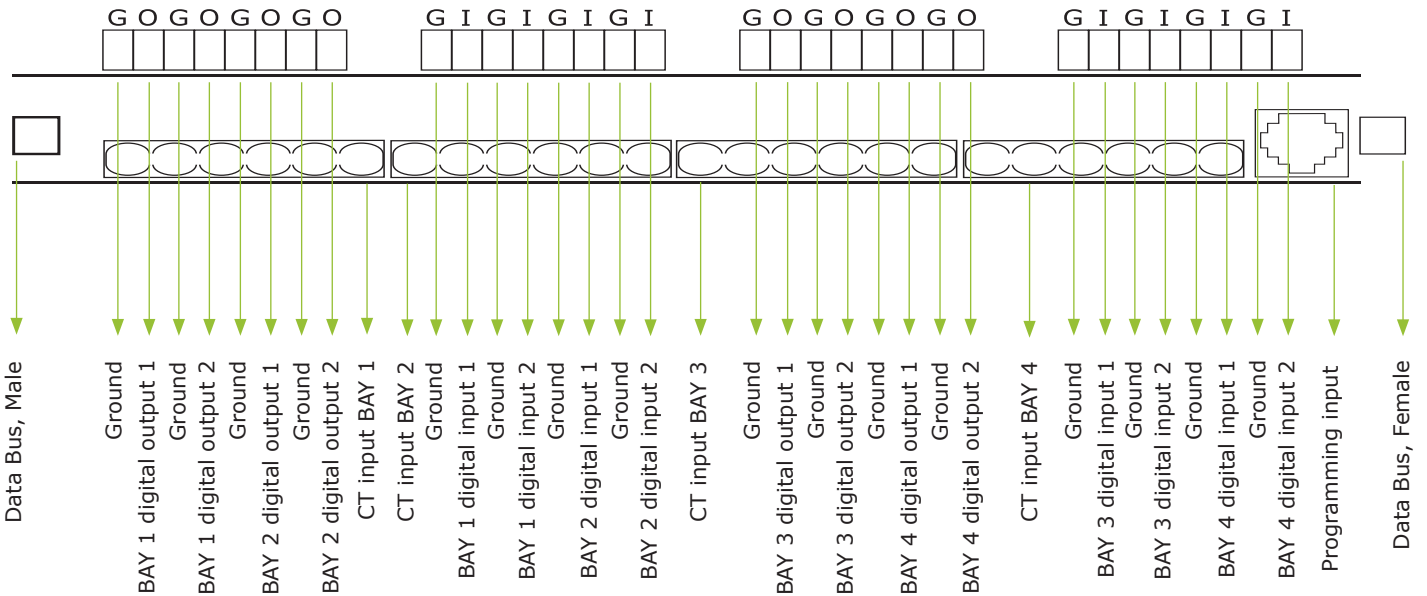 G O G O G O G O
G I G I G I G I
G O G O G O G O
G I G I G I G I
Data Bus, Male
Ground
BAY 1 digital output 1
Ground
BAY 1 digital output 2
Ground
BAY 2 digital output 1
Ground
BAY 2 digital output 2
CT input BAY 1
CT input BAY 2
Ground
BAY 1 digital input 1
Ground
BAY 1 digital input 2
Ground
BAY 2 digital input 1
Ground
BAY 2 digital input 2
CT input BAY 3
Ground
BAY 3 digital output 1
Ground
BAY 3 digital output 2
Ground
BAY 4 digital output 1
Ground
BAY 4 digital output 2
CT input BAY 4
Ground
BAY 3 digital input 1
Ground
BAY 3 digital input 2
Ground
BAY 4 digital input 1
Ground
BAY 4 digital input 2
Programming input
Data Bus, Female